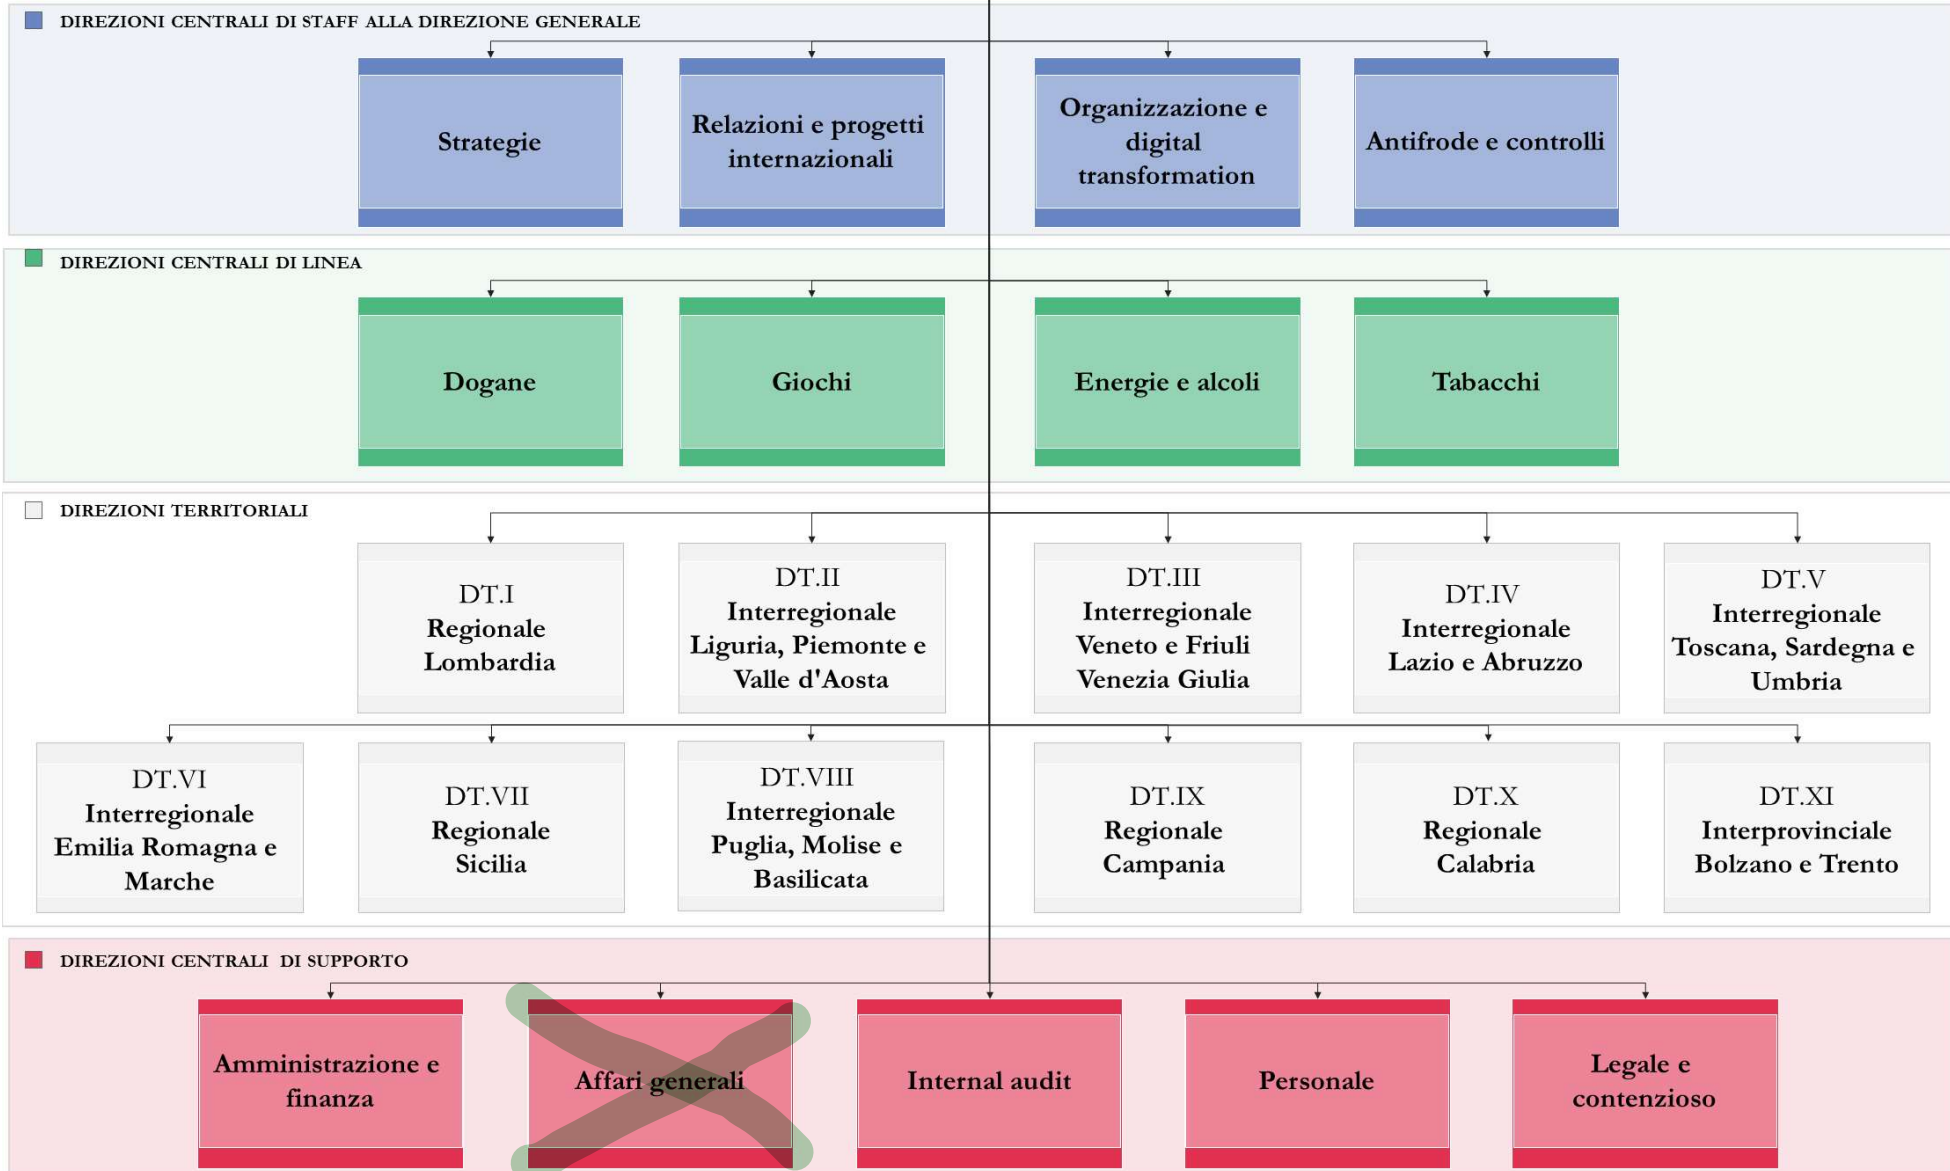 DIREZIONI CENTRALI DI STAFF ALLA DIREZIONE GENERALE
Strategie
Relazioni e progetti
internazionali
Organizzazione e
digital
transformation
Antifrode e controlli
DIREZIONI CENTRALI DI LINEA
Dogane
Giochi
Energie e alcoli
Tabacchi
DIREZIONI TERRITORIALI
DT.I
Regionale
Lombardia
DT.II
Interregionale
Liguria, Piemonte e
Valle d'Aosta
DT.III
Interregionale
Veneto e Friuli
Venezia Giulia
DT.IV
Interregionale
Lazio e Abruzzo
DT.V
Interregionale
Toscana, Sardegna e
Umbria
DT.VI
Interregionale
Emilia Romagna e
Marche
DT.VII
Regionale
Sicilia
DT.VIII
Interregionale
Puglia, Molise e
Basilicata
DT.IX
Regionale
Campania
DT.X
Regionale
Calabria
DT.XI
Interprovinciale
Bolzano e Trento
DIREZIONI CENTRALI DI SUPPORTO
Amministrazione e
finanza
Affari generali
Internal audit
Personale
Legale e
contenzioso